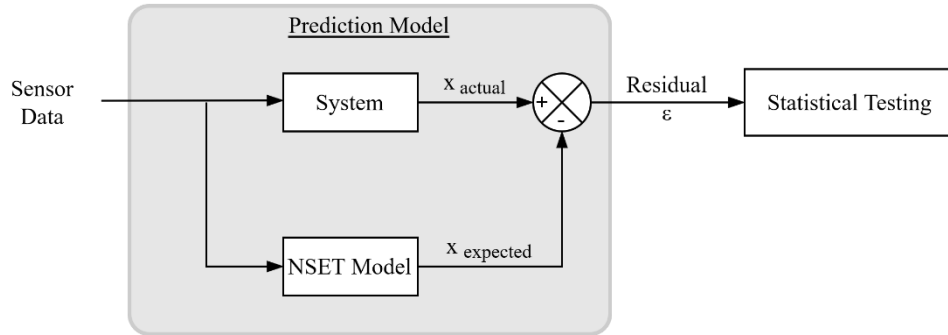 Prediction Model
Sensor
Data
System
x actual
+
-
Residual
ε
Statistical Testing
NSET Model
x expected